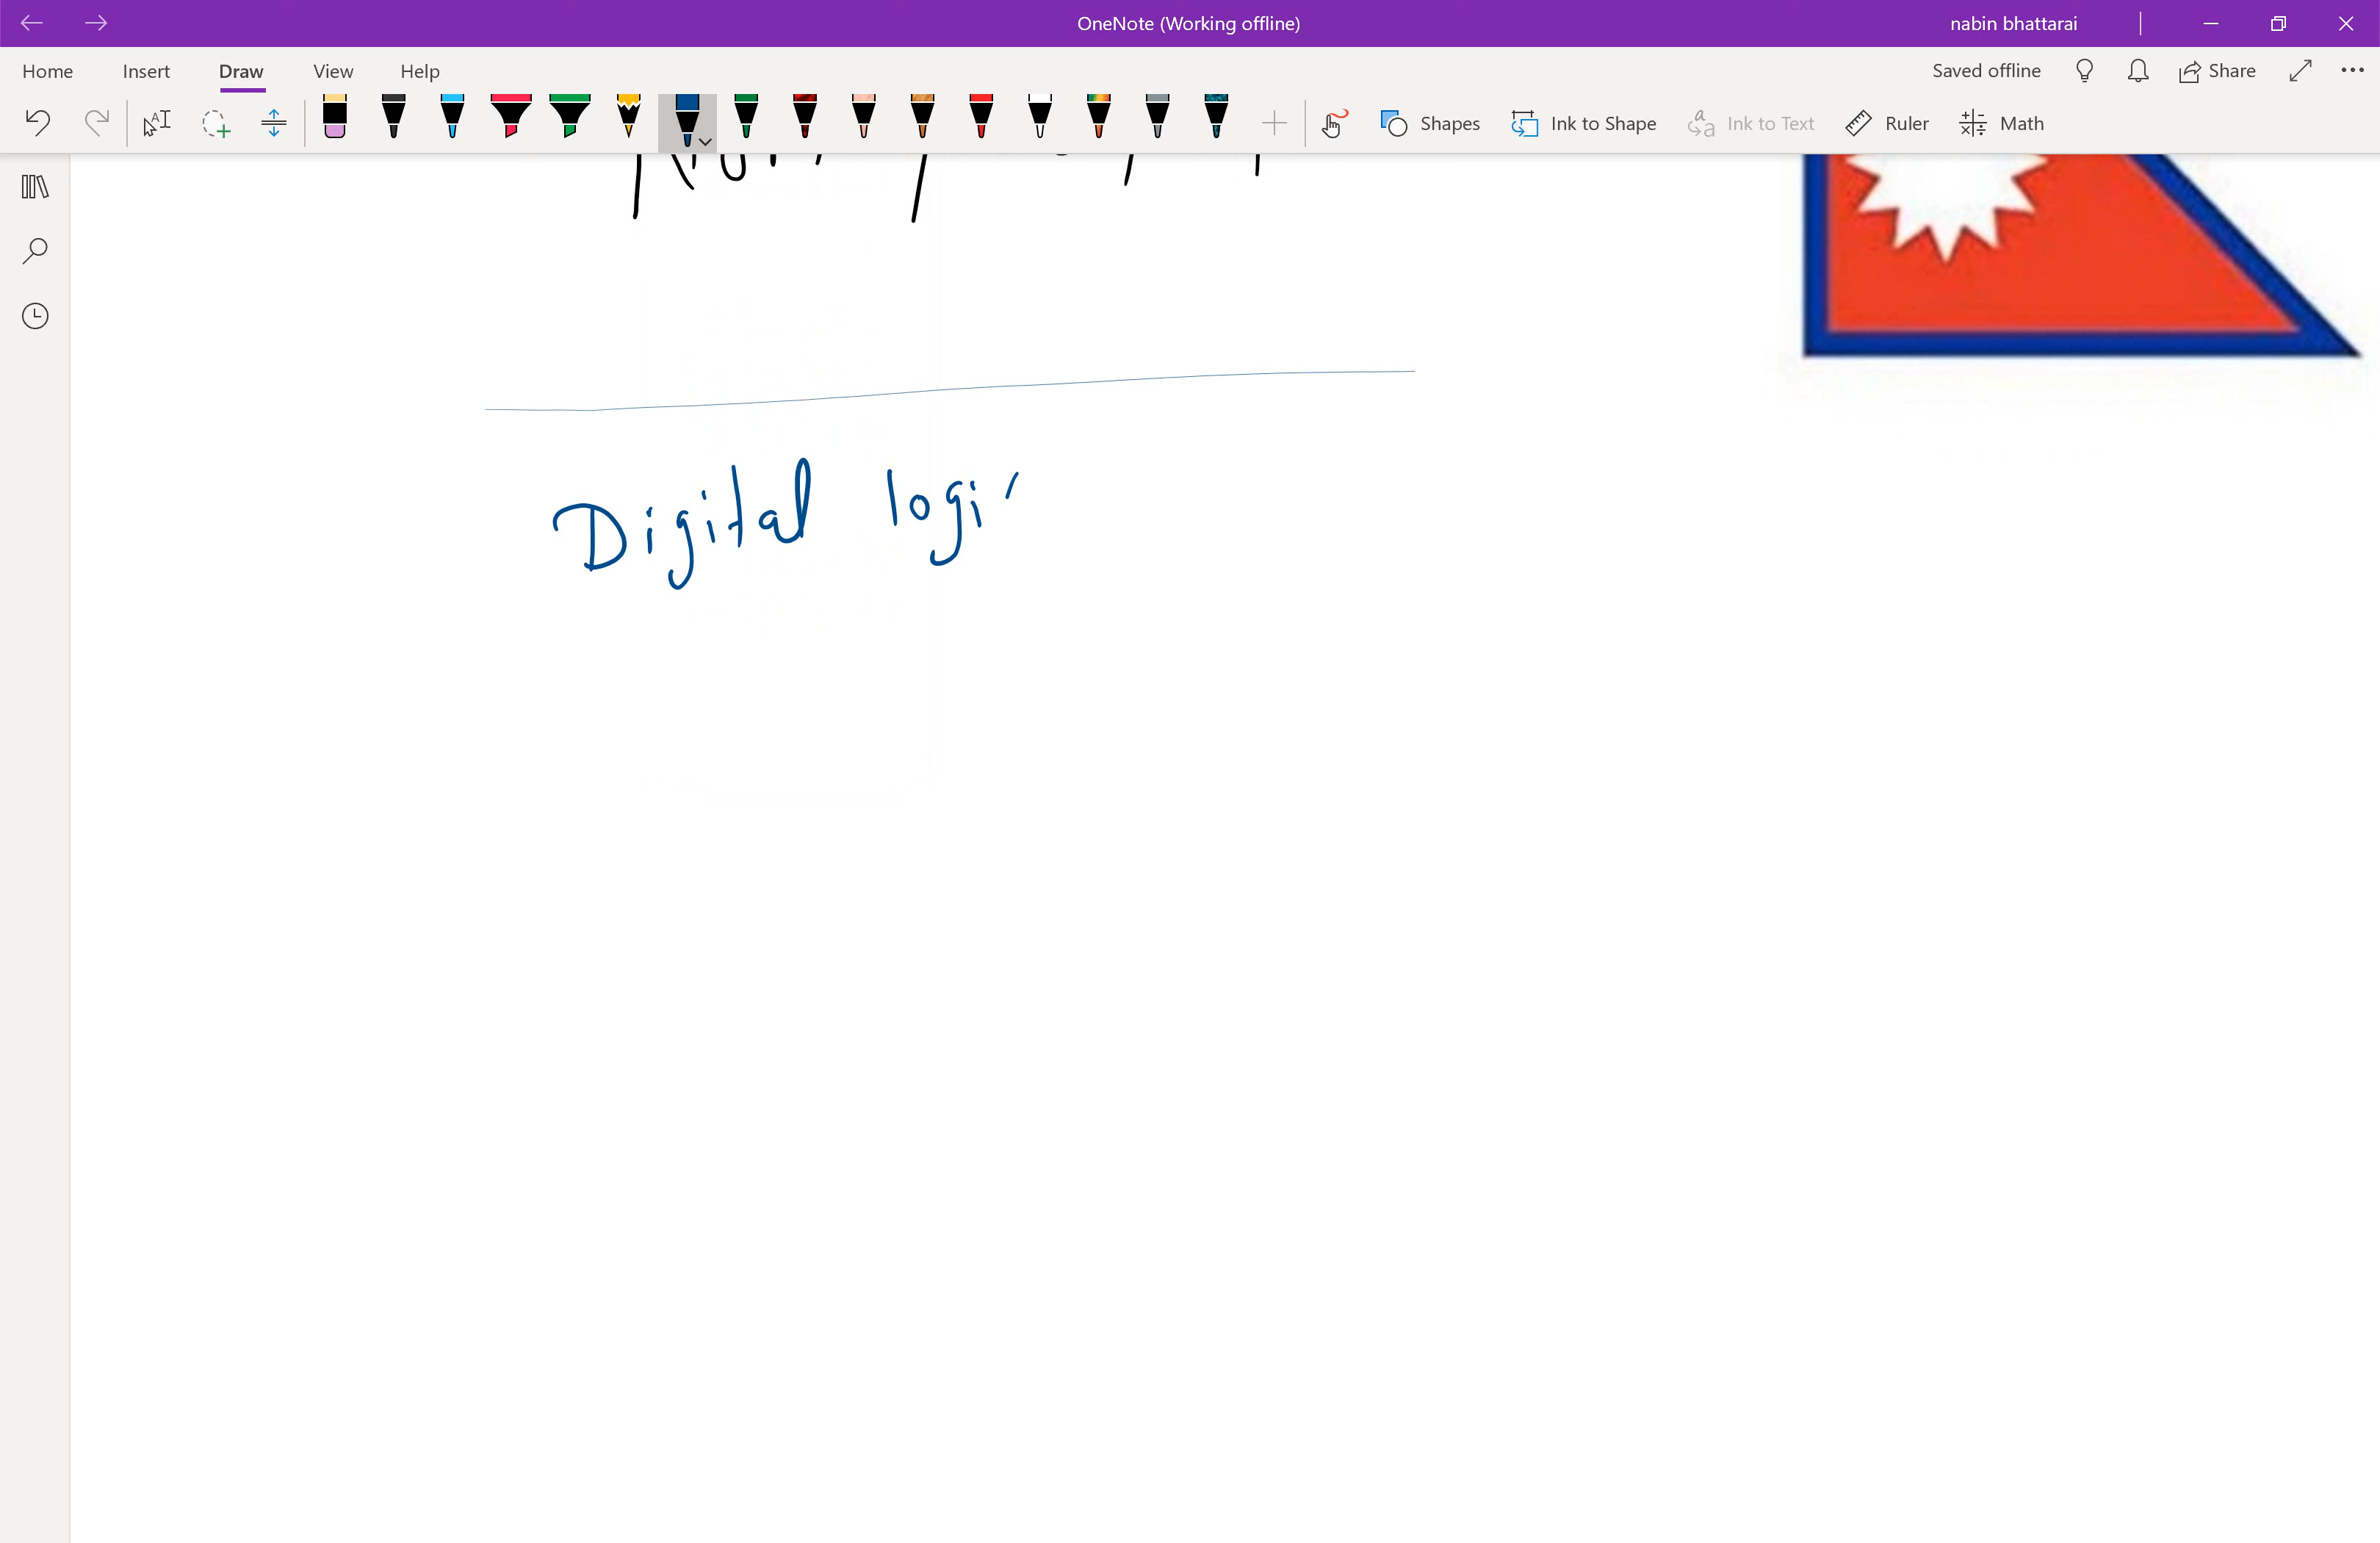 OneNote (Working offline)
nabin bhattarai
Home Insert Draw View Help
Saved offline
Share
Shapes
Ink to Shape
Ink to Text
Ruler
Math
Digital logi